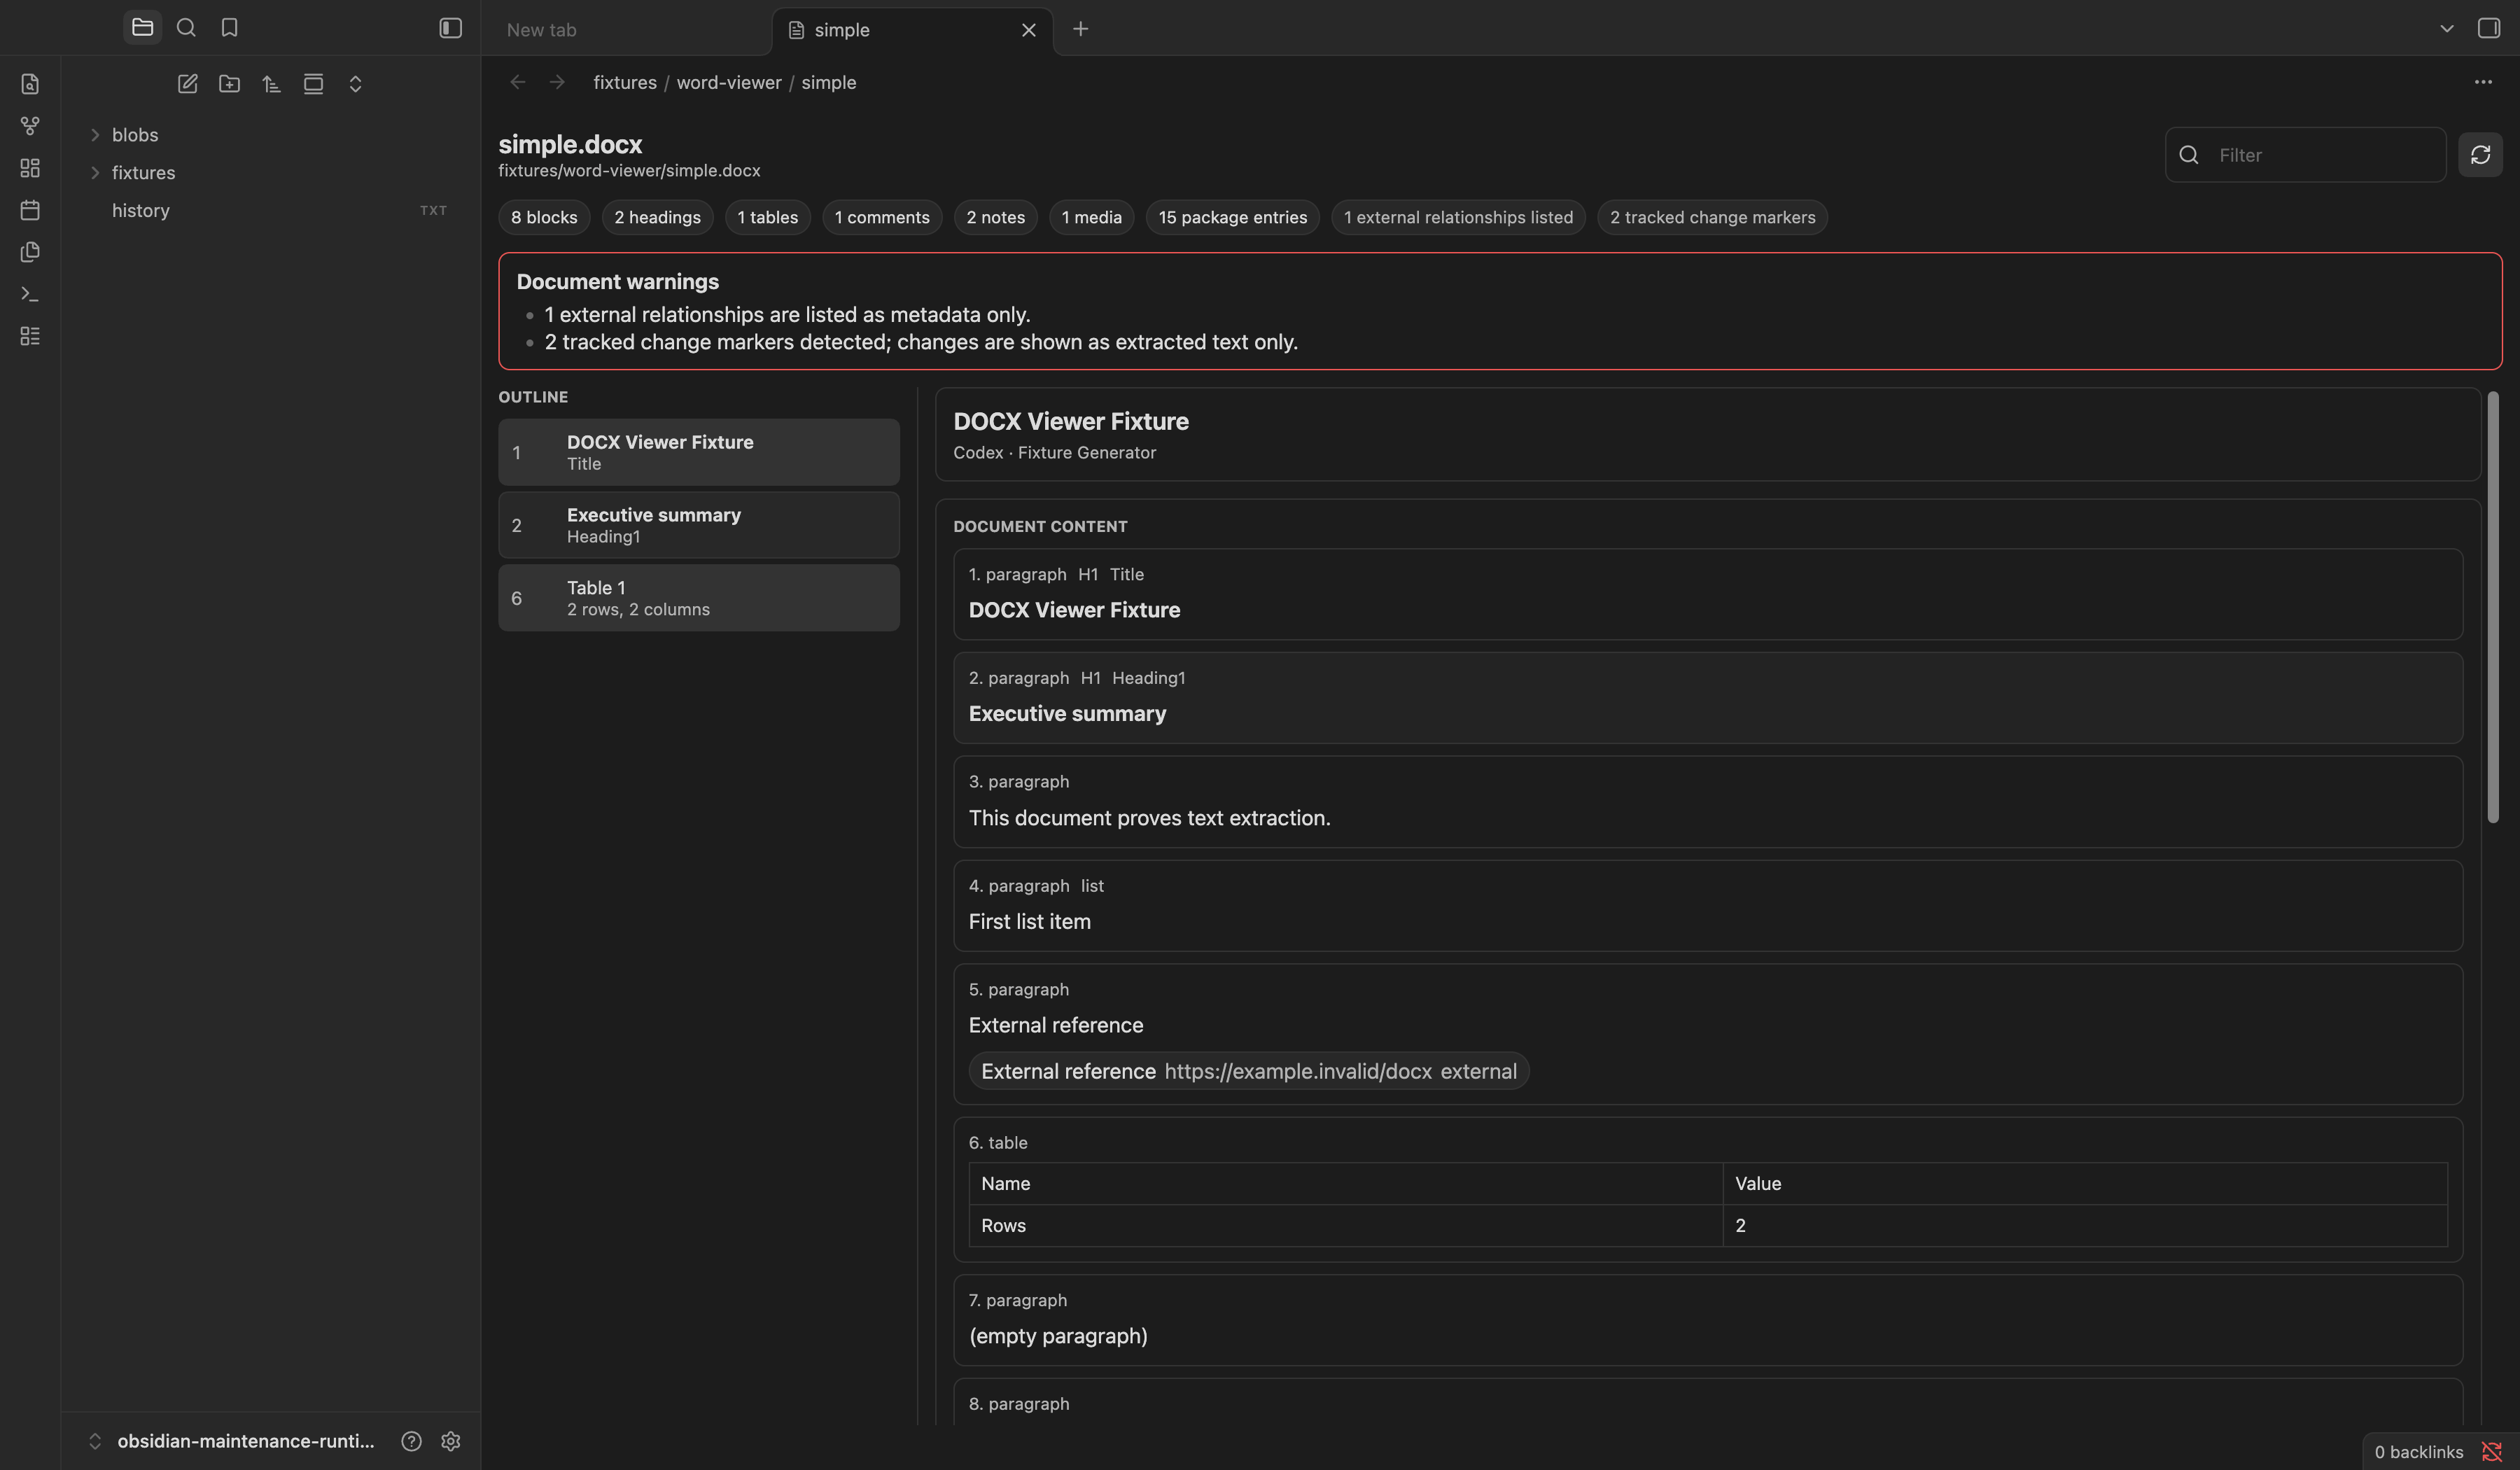 New tab
simple
fixtures / word-viewer / simple
blobs
fixtures
history TXT
simple.docx
fixtures/word-viewer/simple.docx
Filter
8 blocks 2 headings 1 tables 1 comments 2 notes 1 media 15 package entries 1 external relationships listed 2 tracked change markers
Document warnings
1 external relationships are listed as metadata only.
2 tracked change markers detected; changes are shown as extracted text only.
OUTLINE
1 DOCX Viewer Fixture
Title
2 Executive summary
Heading1
6 Table 1
2 rows, 2 columns
DOCX Viewer Fixture
Codex · Fixture Generator
DOCUMENT CONTENT
1. paragraph H1 Title
DOCX Viewer Fixture
2. paragraph H1 Heading1
Executive summary
3. paragraph
This document proves text extraction.
4. paragraph list
First list item
5. paragraph
External reference
External reference https://example.invalid/docx external
6. table
Name Value
Rows 2
7. paragraph
(empty paragraph)
8. paragraph
obsidian-maintenance-runti...
0 backlinks